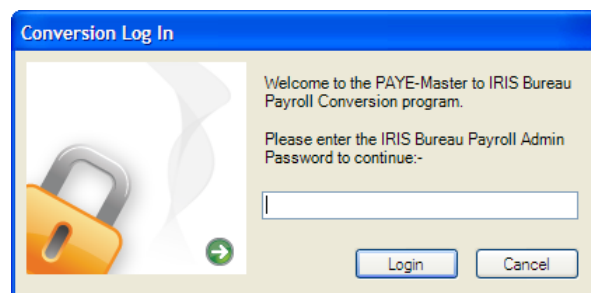 Conversion Log In
Welcome to the PAYE-Master to IRIS Bureau
Payroll Conversion program.
Please enter the IRIS Bureau Payroll Admin
Password to continue:-
Login
Cancel